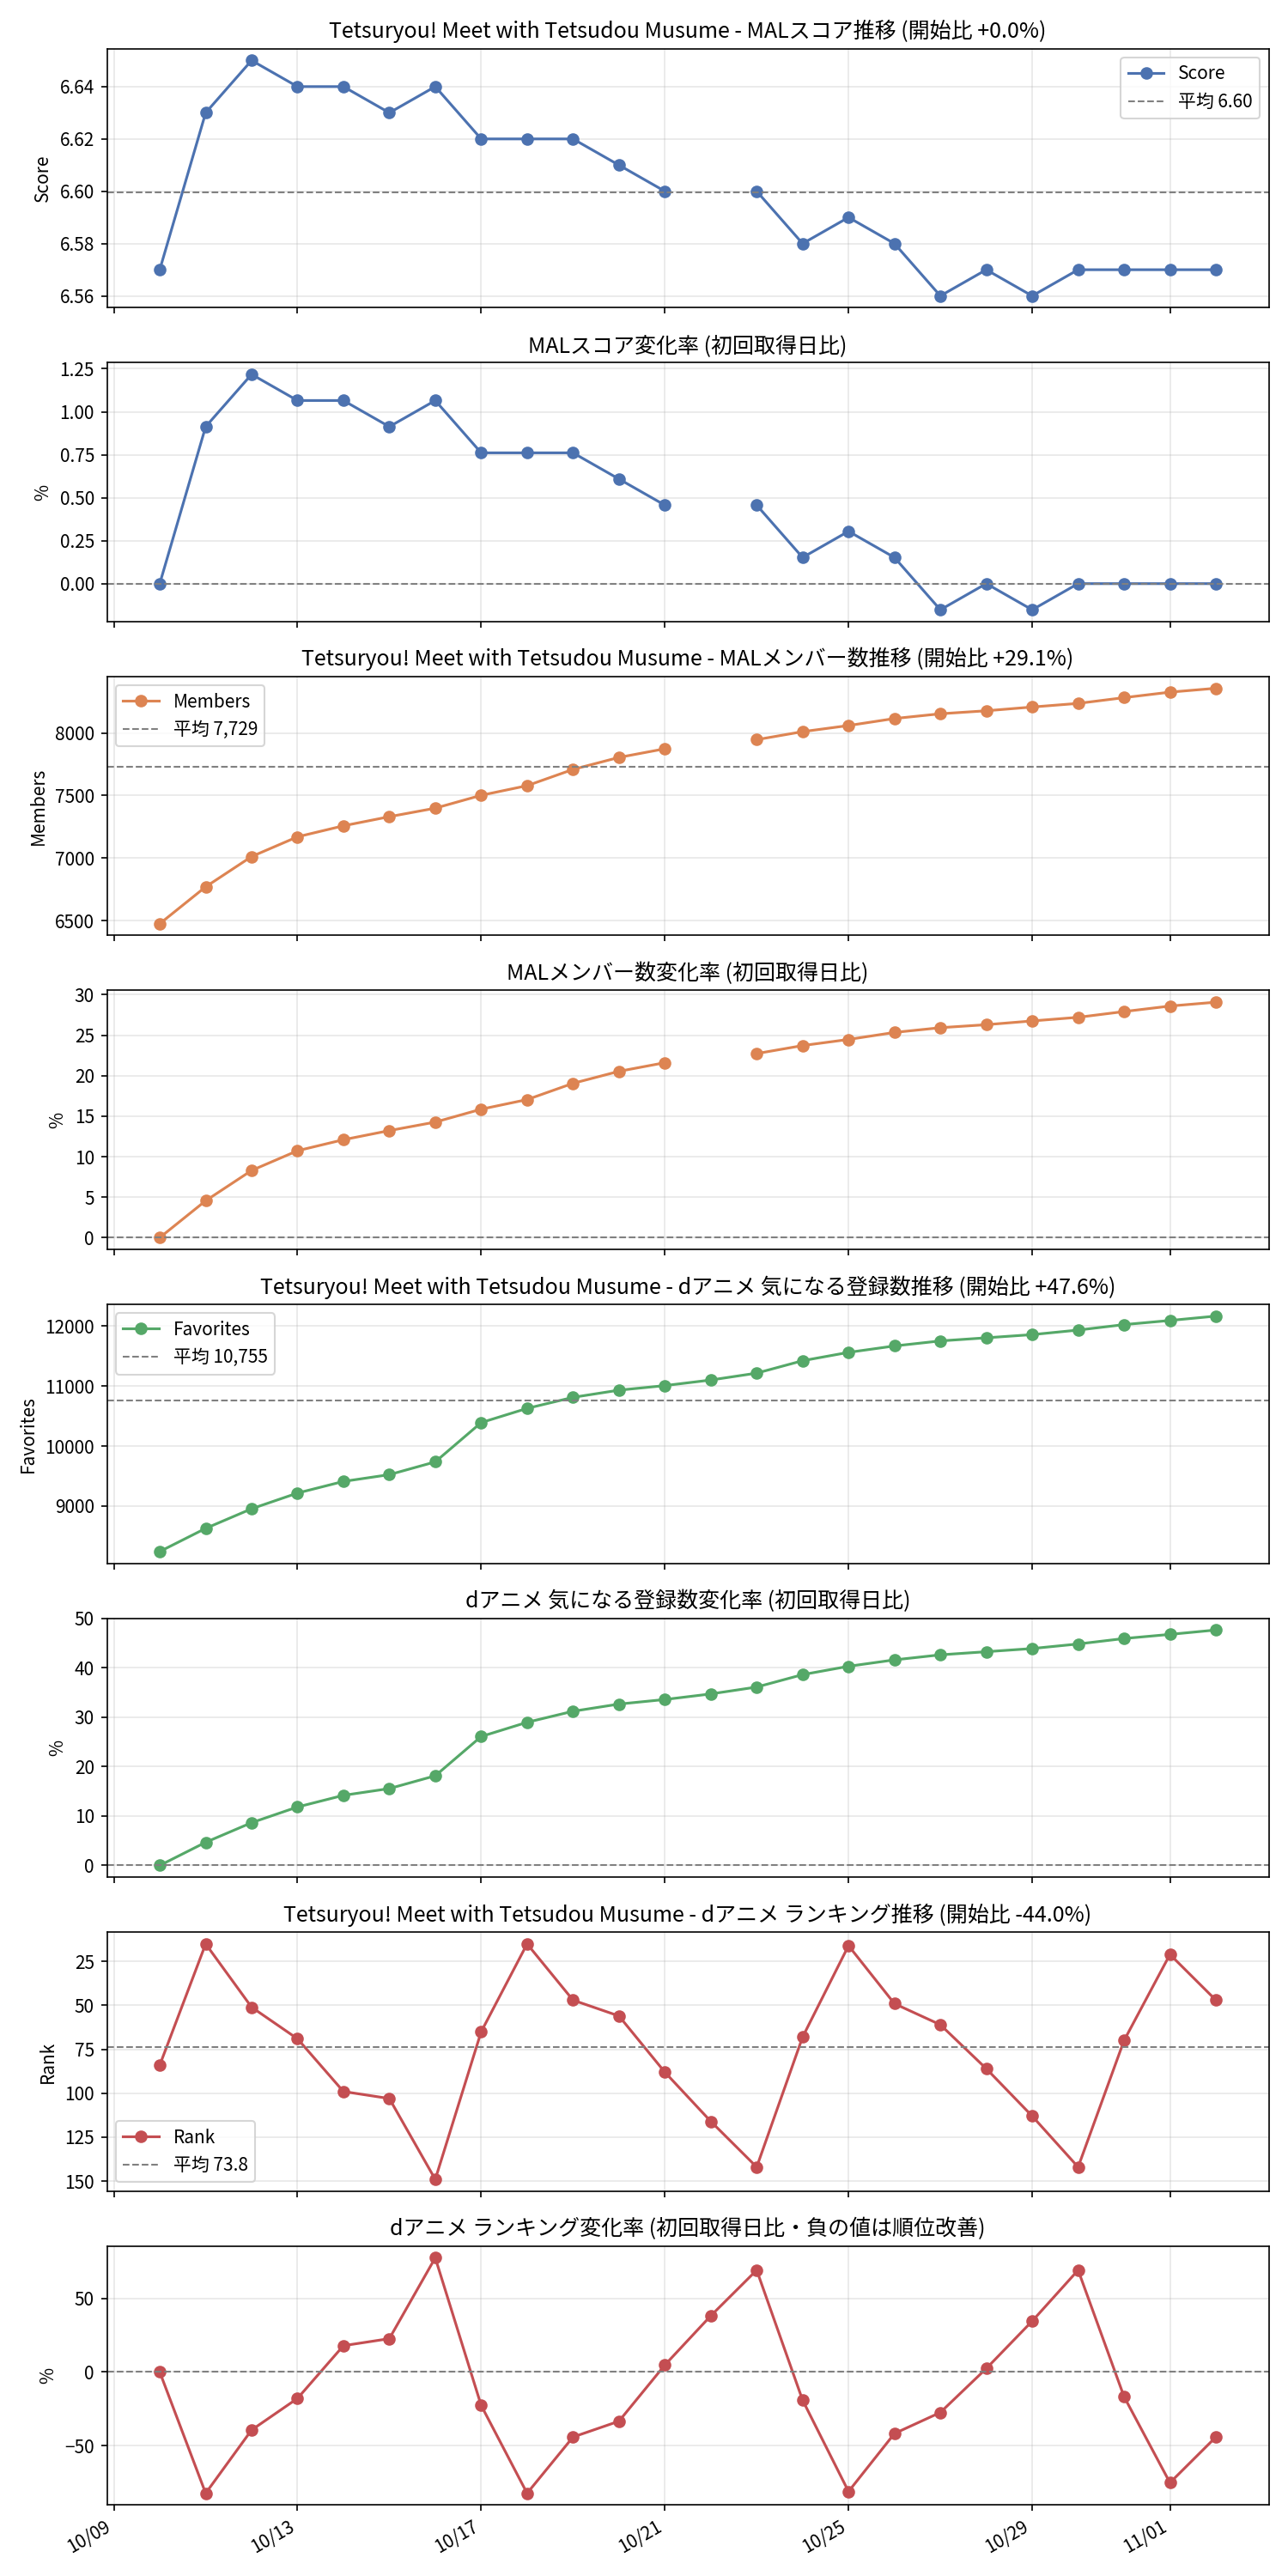 Tetsuryou! Meet with Tetsudou Musume - MALスコア推移 (開始比 +0.0%)
Score
6.64
6.62
6.60
6.58
6.56
Score
平均 6.60
MALスコア変化率 (初回取得日比)
%
1.25
1.00
0.75
0.50
0.25
0.00
Tetsuryou! Meet with Tetsudou Musume - MALメンバー数推移 (開始比 +29.1%)
Members
8000
7500
7000
6500
Members
平均 7,729
MALメンバー数変化率 (初回取得日比)
%
30
25
20
15
10
5
0
Tetsuryou! Meet with Tetsudou Musume - dアニメ 気になる登録数推移 (開始比 +47.6%)
Favorites
12000
11000
10000
9000
Favorites
平均 10,755
dアニメ 気になる登録数変化率 (初回取得日比)
%
50
40
30
20
10
0
Tetsuryou! Meet with Tetsudou Musume - dアニメ ランキング推移 (開始比 -44.0%)
Rank
25
50
75
100
125
150
Rank
平均 73.8
dアニメ ランキング変化率 (初回取得日比・負の値は順位改善)
%
50
0
−50
10/09
10/13
10/17
10/21
10/25
10/29
11/01